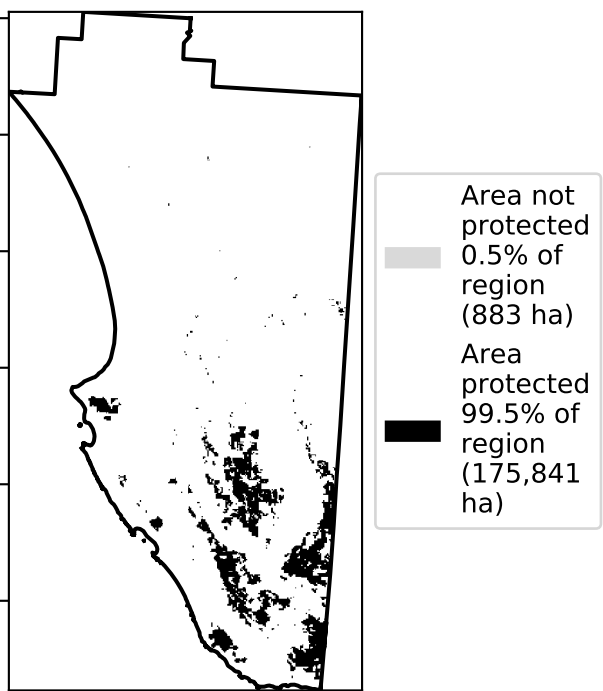 Area not
protected
0.5% of
region
(883 ha)
Area
protected
99.5% of
region
(175,841
ha)